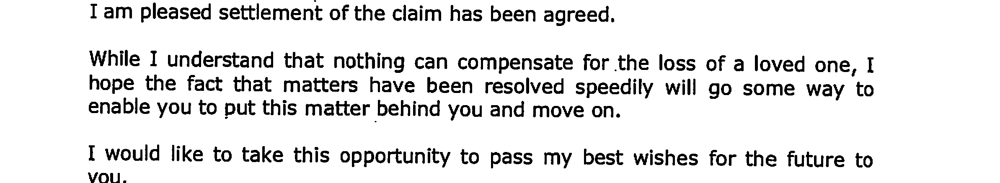 I am pleased settlement of the claim has been agreed.
While I understand that nothing can compensate for the loss of a loved one, I
hope the fact that matters have been resolved speedily will go some way to
enable you to put this matter behind you and move on.
I would like to take this opportunity to pass my best wishes for the future to
you.